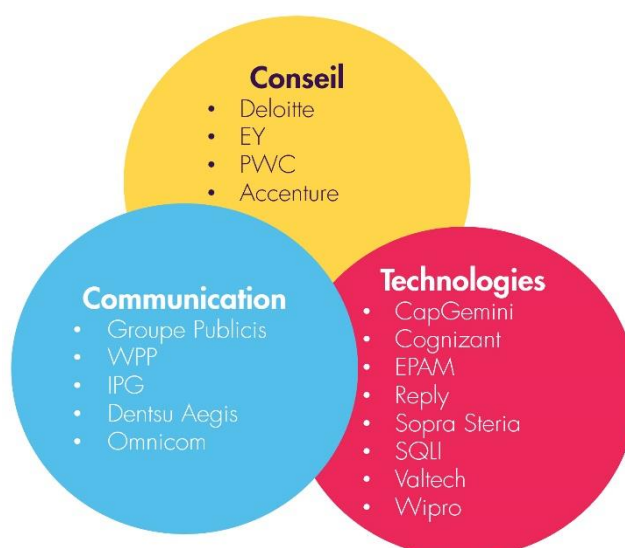 Conseil
• Deloitte
• EY
• PWC
• Accenture
Communication
• Groupe Publicis
• WPP
• IPG
• Dentsu Aegis
• Omnicom
Technologies
• CapGemini
• Cognizant
• EPAM
• Reply
• Sopra Steria
• SQLI
• Valtech
• Wipro